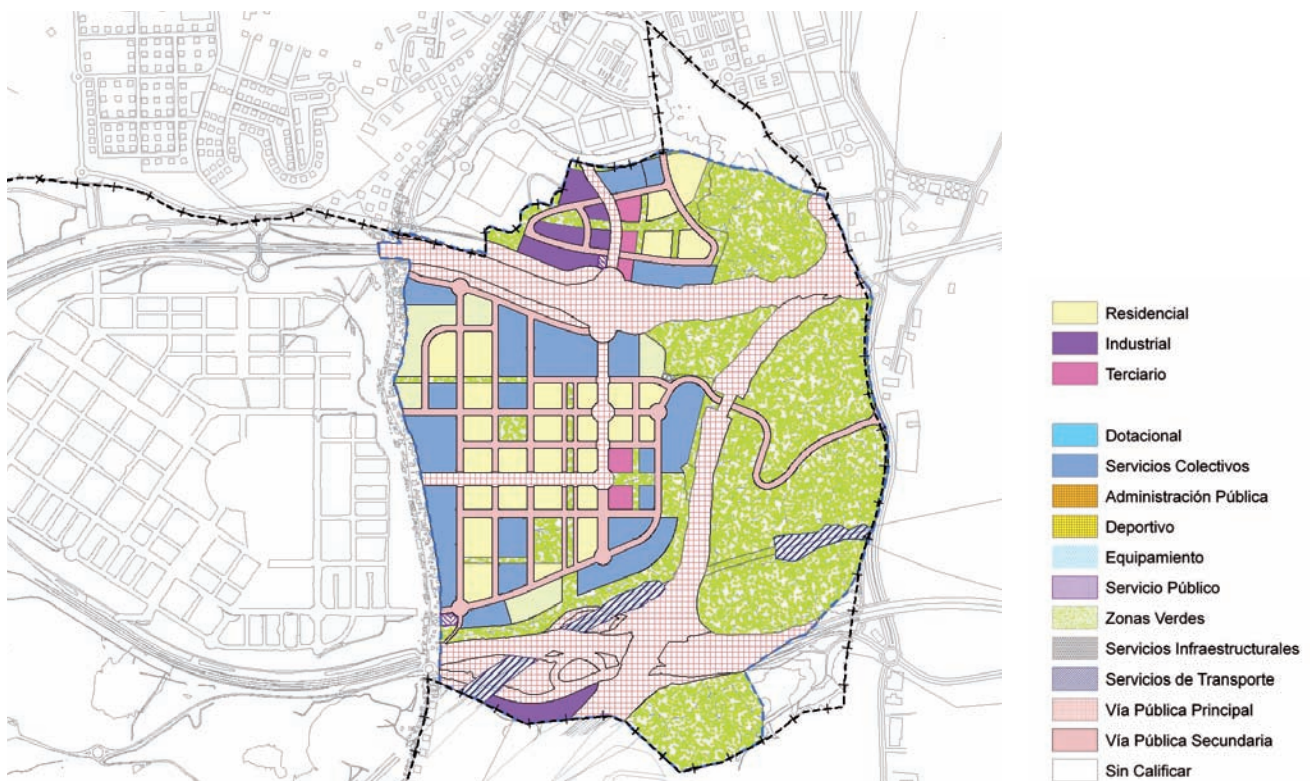 Residencial
Industrial
Terciario
Dotacional
Servicios Colectivos
Administración Pública
Deportivo
Equipamiento
Servicio Público
Zonas Verdes
Servicios Infraestructurales
Servicios de Transporte
Vía Pública Principal
Vía Pública Secundaria
Sin Calificar